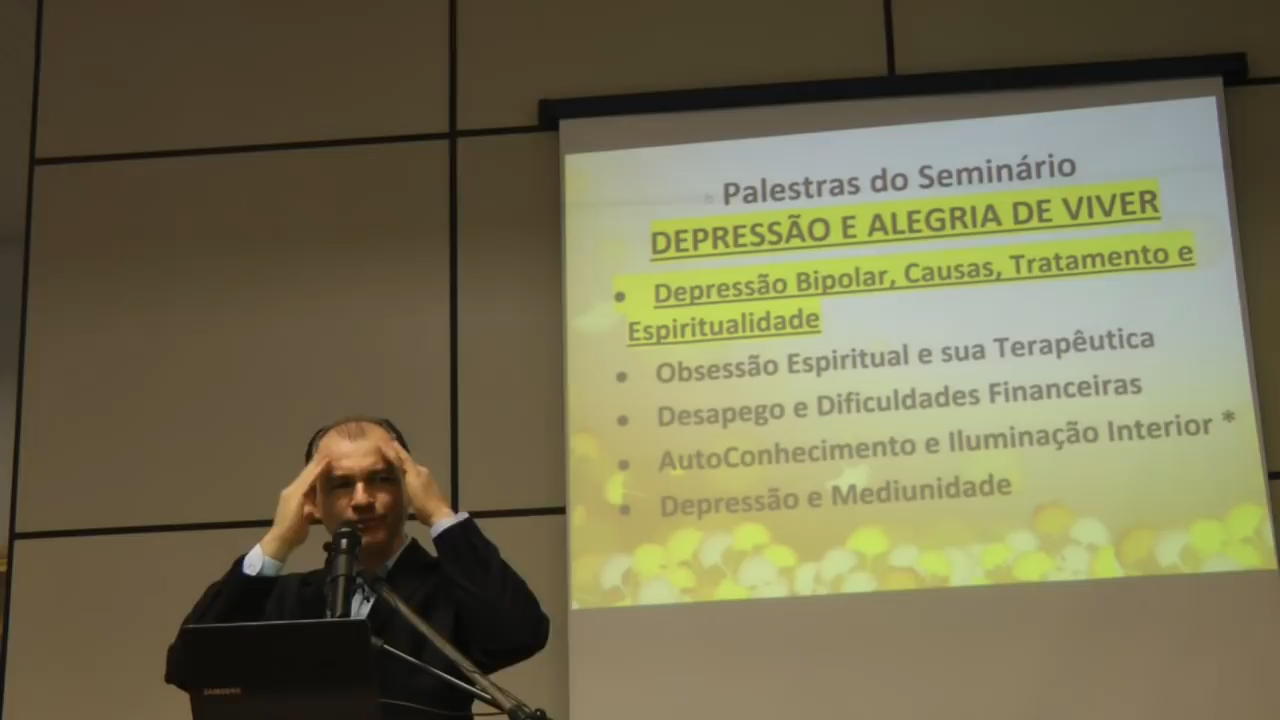 Palestras do Seminário
DEPRESSÃO E ALEGRIA DE VIVER
• Depressão Bipolar, Causas, Tratamento e
Espiritualidade
• Obsessão Espiritual e sua Terapêutica
• Desapego e Dificuldades Financeiras
• AutoConhecimento e Iluminação Interior *
• Depressão e Mediunidade
SAMSUNG